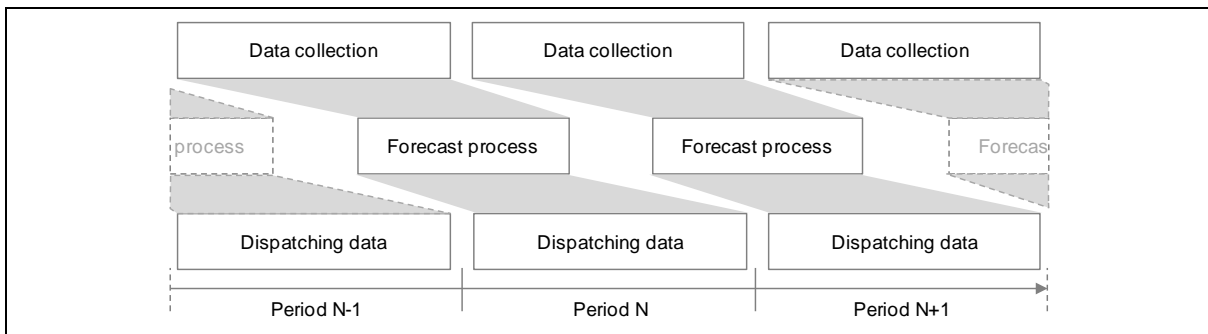 Data collection
Data collection
Data collection
process
Forecast process
Forecast process
Forecas
Dispatching data
Dispatching data
Dispatching data
Period N-1
Period N
Period N+1